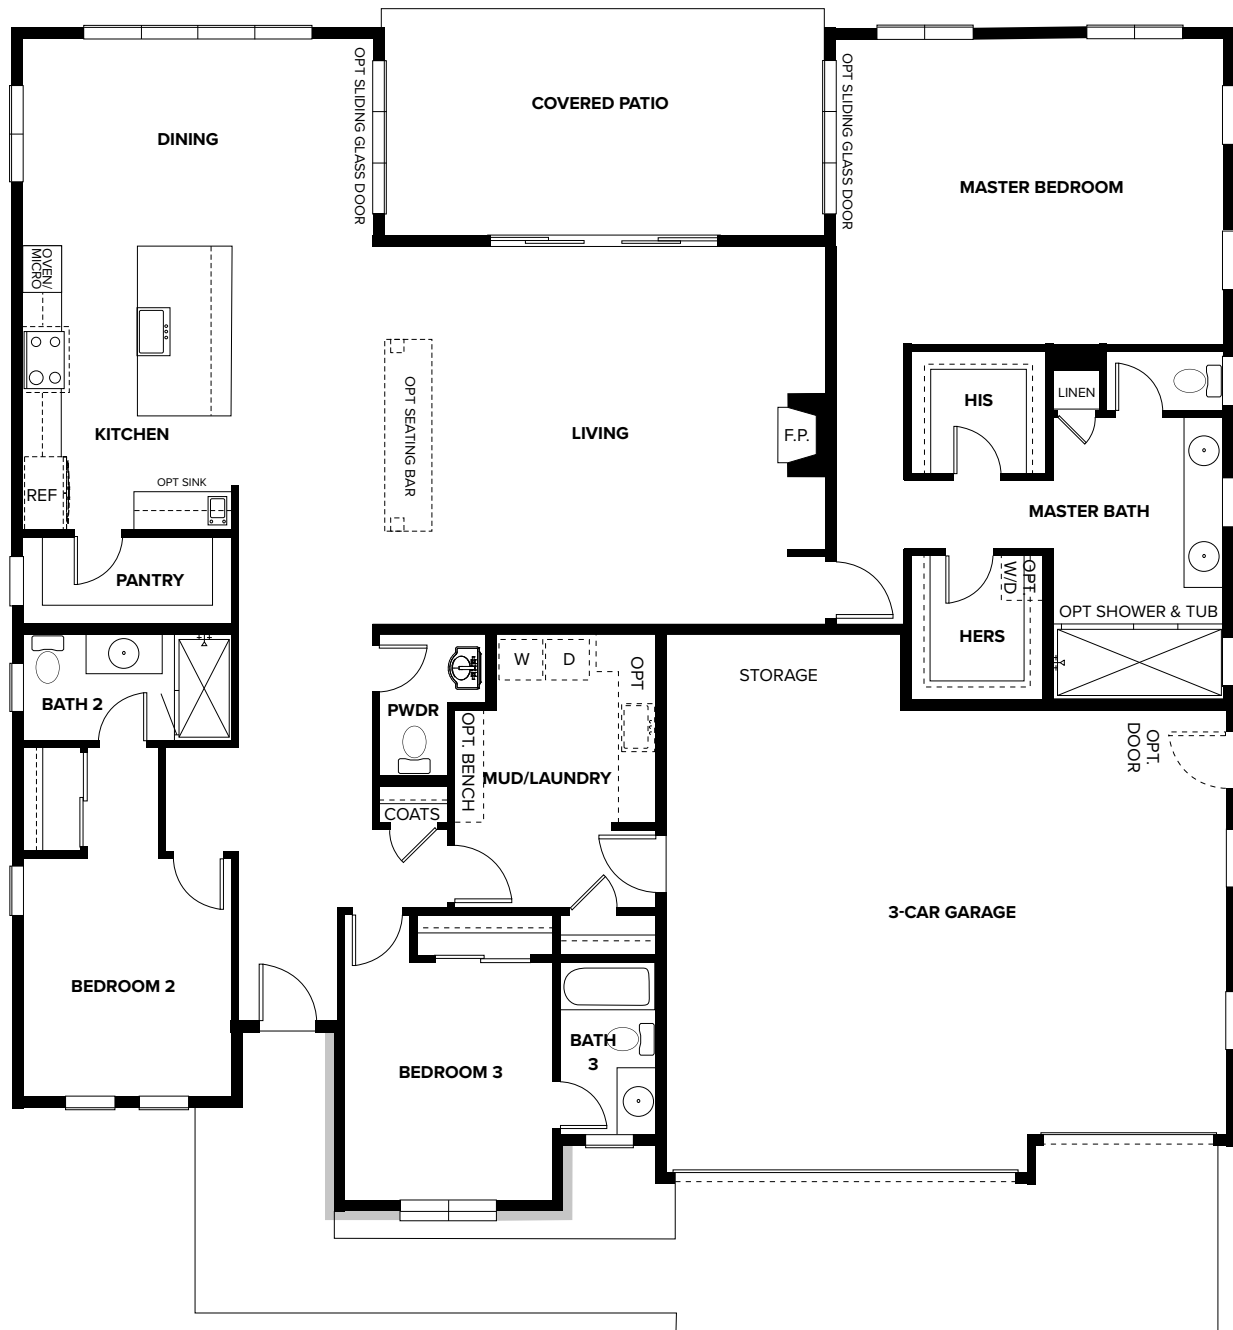 COVERED PATIO
OPT SLIDING GLASS DOOR
OPT SLIDING GLASS DOOR
DINING
MASTER BEDROOM
OVEN/
MICRO
HIS
LINEN
OPT SEATING BAR
KITCHEN
LIVING
F.P.
REF
OPT SINK
MASTER BATH
PANTRY
OPT.
W/D
OPT SHOWER & TUB
HERS
W
D
OPT
STORAGE
BATH 2
PWDR
OPT. BENCH
OPT.
DOOR
MUD/LAUNDRY
COATS
3-CAR GARAGE
BEDROOM 2
BATH
3
BEDROOM 3